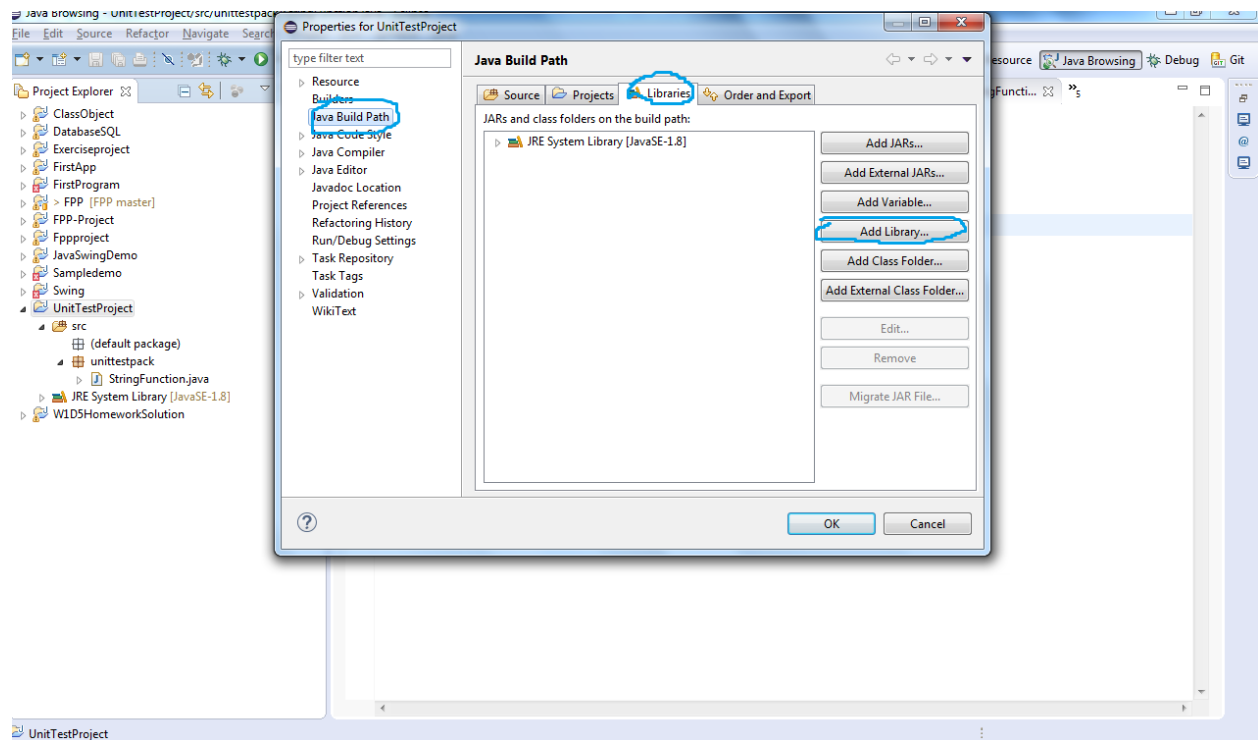 Java Browsing - UnitTestProject/src/unittestpack
File Edit Source Refactor Navigate Search
Properties for UnitTestProject
Resource Java Browsing Debug Git
Project Explorer
ClassObject
DatabaseSQL
Exerciseproject
FirstApp
FirstProgram
> FPP [FPP master]
FPP-Project
Fppproject
JavaSwingDemo
Sampledemo
Swing
UnitTestProject
src
(default package)
unittestpack
StringFunction.java
JRE System Library [JavaSE-1.8]
W1D5HomeworkSolution
type filter text
Resource
Builders
Java Build Path
Java Code Style
Java Compiler
Java Editor
Javadoc Location
Project References
Refactoring History
Run/Debug Settings
Task Repository
Task Tags
Validation
WikiText
Java Build Path
Source Projects Libraries Order and Export
JARs and class folders on the build path:
JRE System Library [JavaSE-1.8]
Add JARs...
Add External JARs...
Add Variable...
Add Library...
Add Class Folder...
Add External Class Folder...
Edit...
Remove
Migrate JAR File...
OK Cancel
gFuncti... »5
UnitTestProject